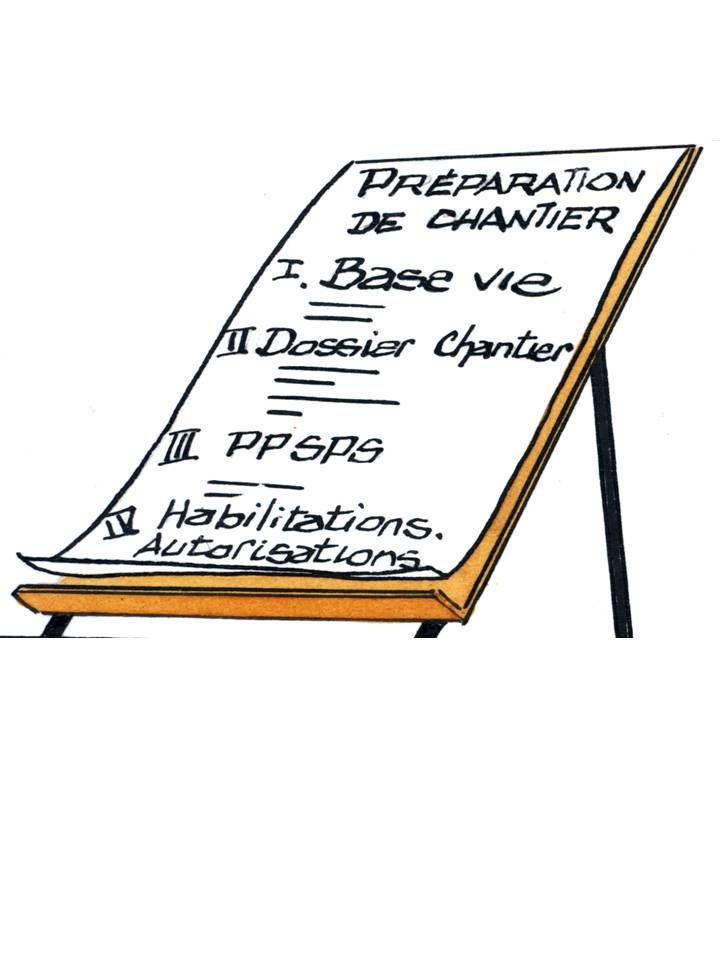 PRÉPARATION
DE CHANTIER
I. Base vie
II Dossier Chantier
III PPSPS
IV Habilitations.
Autorisations